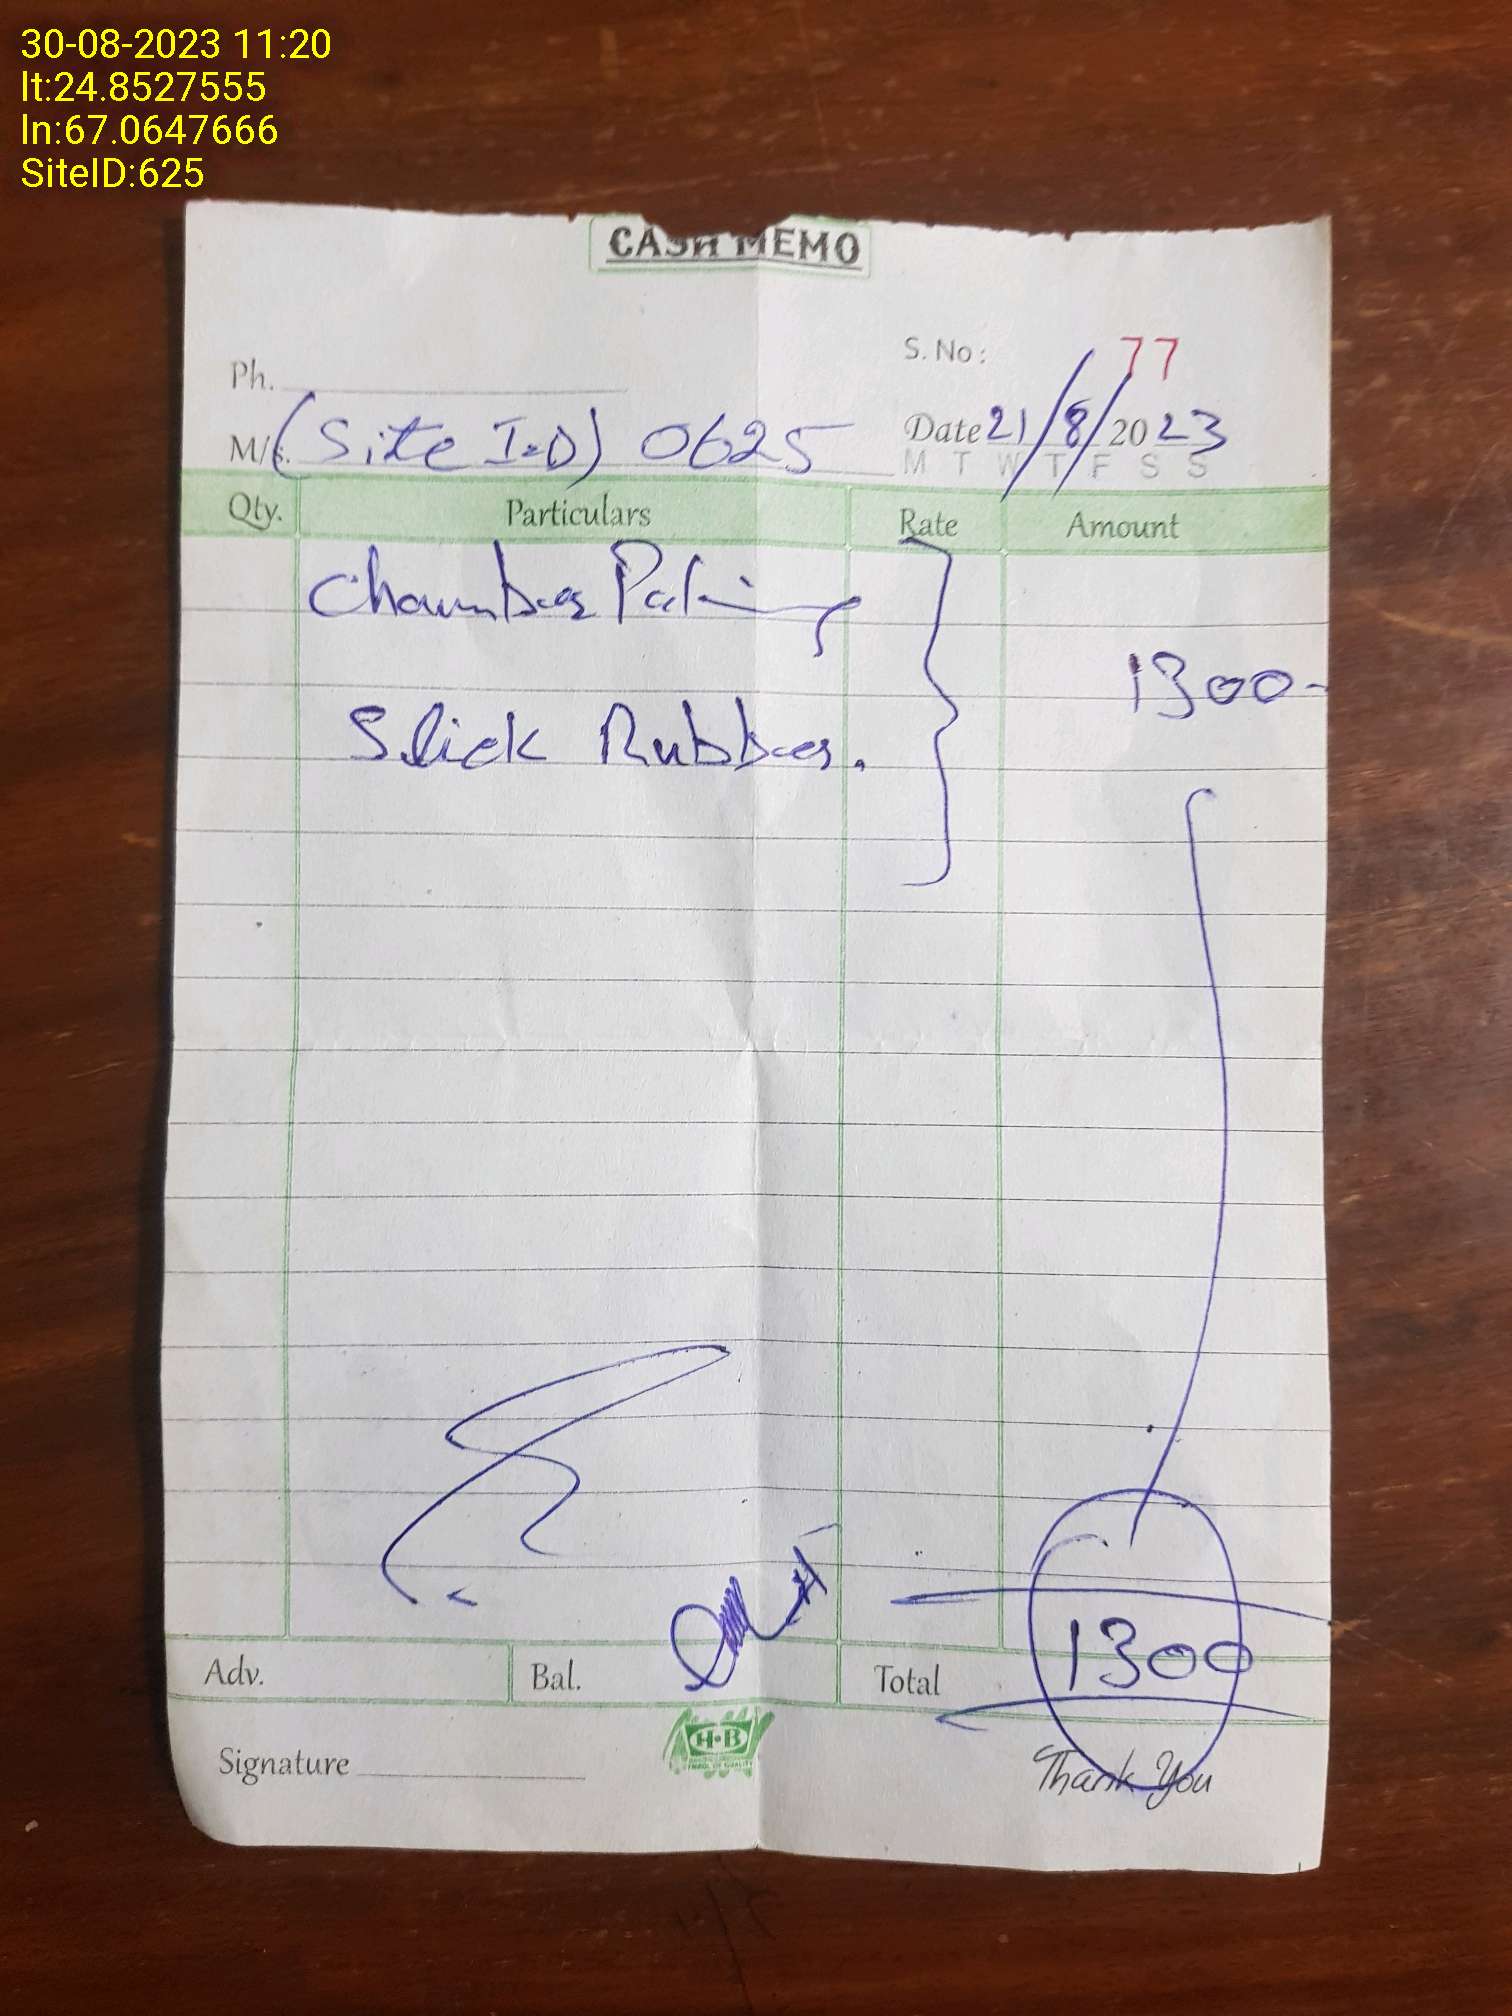 30-08-2023 11:20
lt:24.8527555
ln:67.0647666
SiteID:625
CASH MEMO
S. No: 77
Ph.
M/s. (Site I.D) 0625
Date 21/8/2023
M T W T F S S
Qty. Particulars Rate Amount
Chamber Paking
1300-
Slick Rubber.
1300
Adv. Bal. Total
H·B
Signature
Thank You